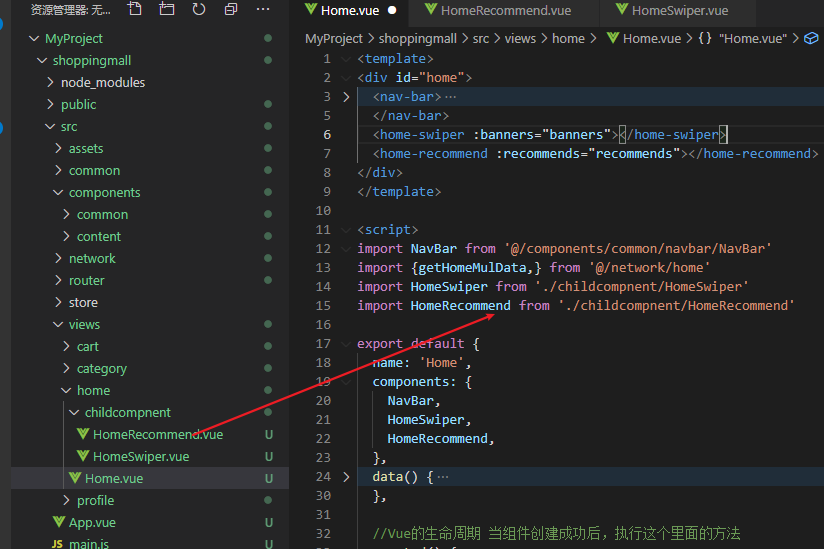 资源管理器: 无...
MyProject
shoppingmall
node_modules
public
src
assets
common
components
common
content
network
router
store
views
cart
category
home
childcompnent
HomeRecommend.vue U
HomeSwiper.vue U
Home.vue U
profile
App.vue U
JS main.js U
Home.vue ●
HomeRecommend.vue
HomeSwiper.vue
MyProject > shoppingmall > src > views > home > Home.vue > {} "Home.vue" >
1 <template>
2 <div id="home">
3 <nav-bar>…
5 </nav-bar>
6 <home-swiper :banners="banners"></home-swiper>
7 <home-recommend :recommends="recommends"></home-recommend>
8 </div>
9 </template>
10
11 <script>
12 import NavBar from '@/components/common/navbar/NavBar'
13 import {getHomeMulData,} from '@/network/home'
14 import HomeSwiper from './childcompnent/HomeSwiper'
15 import HomeRecommend from './childcompnent/HomeRecommend'
16
17 export default {
18 name: 'Home',
19 components: {
20 NavBar,
21 HomeSwiper,
22 HomeRecommend,
23 },
24 data() {…
30 },
31
32 //Vue的生命周期 当组件创建成功后，执行这个里面的方法